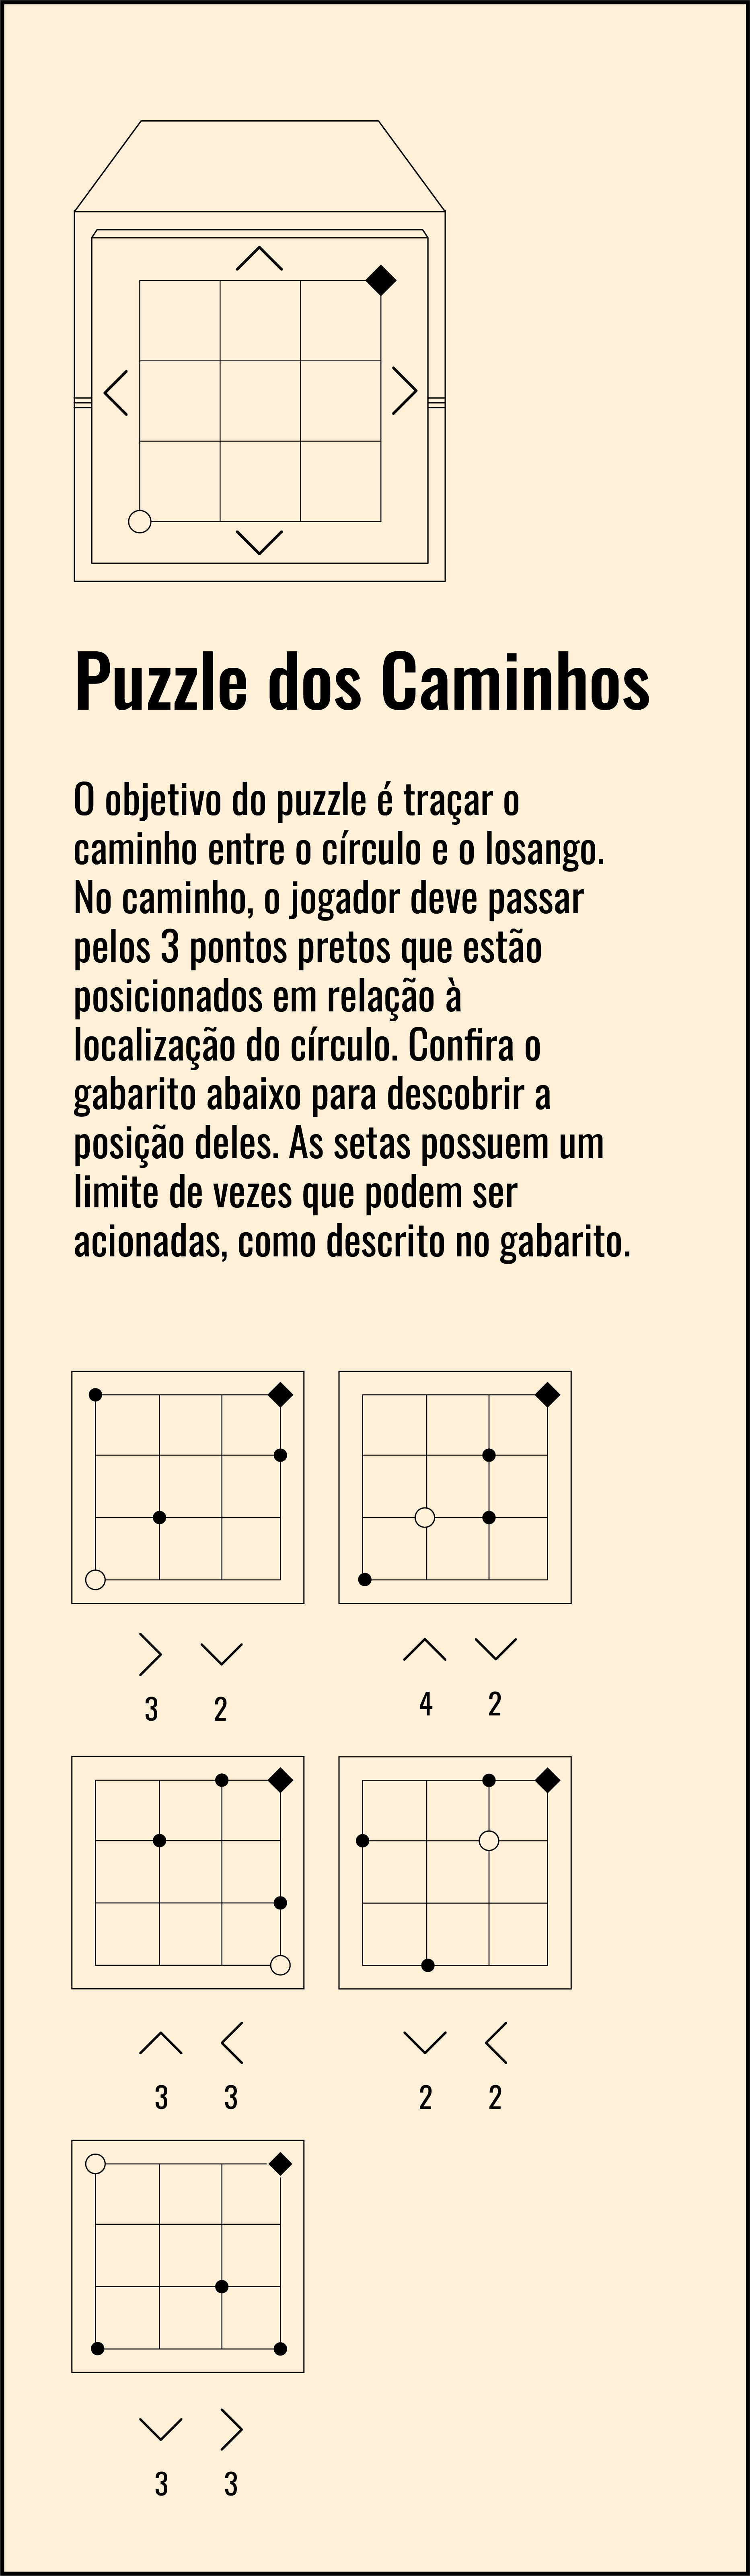 Puzzle dos Caminhos
O objetivo do puzzle é traçar o
caminho entre o círculo e o losango.
No caminho, o jogador deve passar
pelos 3 pontos pretos que estão
posicionados em relação à
localização do círculo. Confira o
gabarito abaixo para descobrir a
posição deles. As setas possuem um
limite de vezes que podem ser
acionadas, como descrito no gabarito.
3 2
4 2
3 3
2 2
3 3